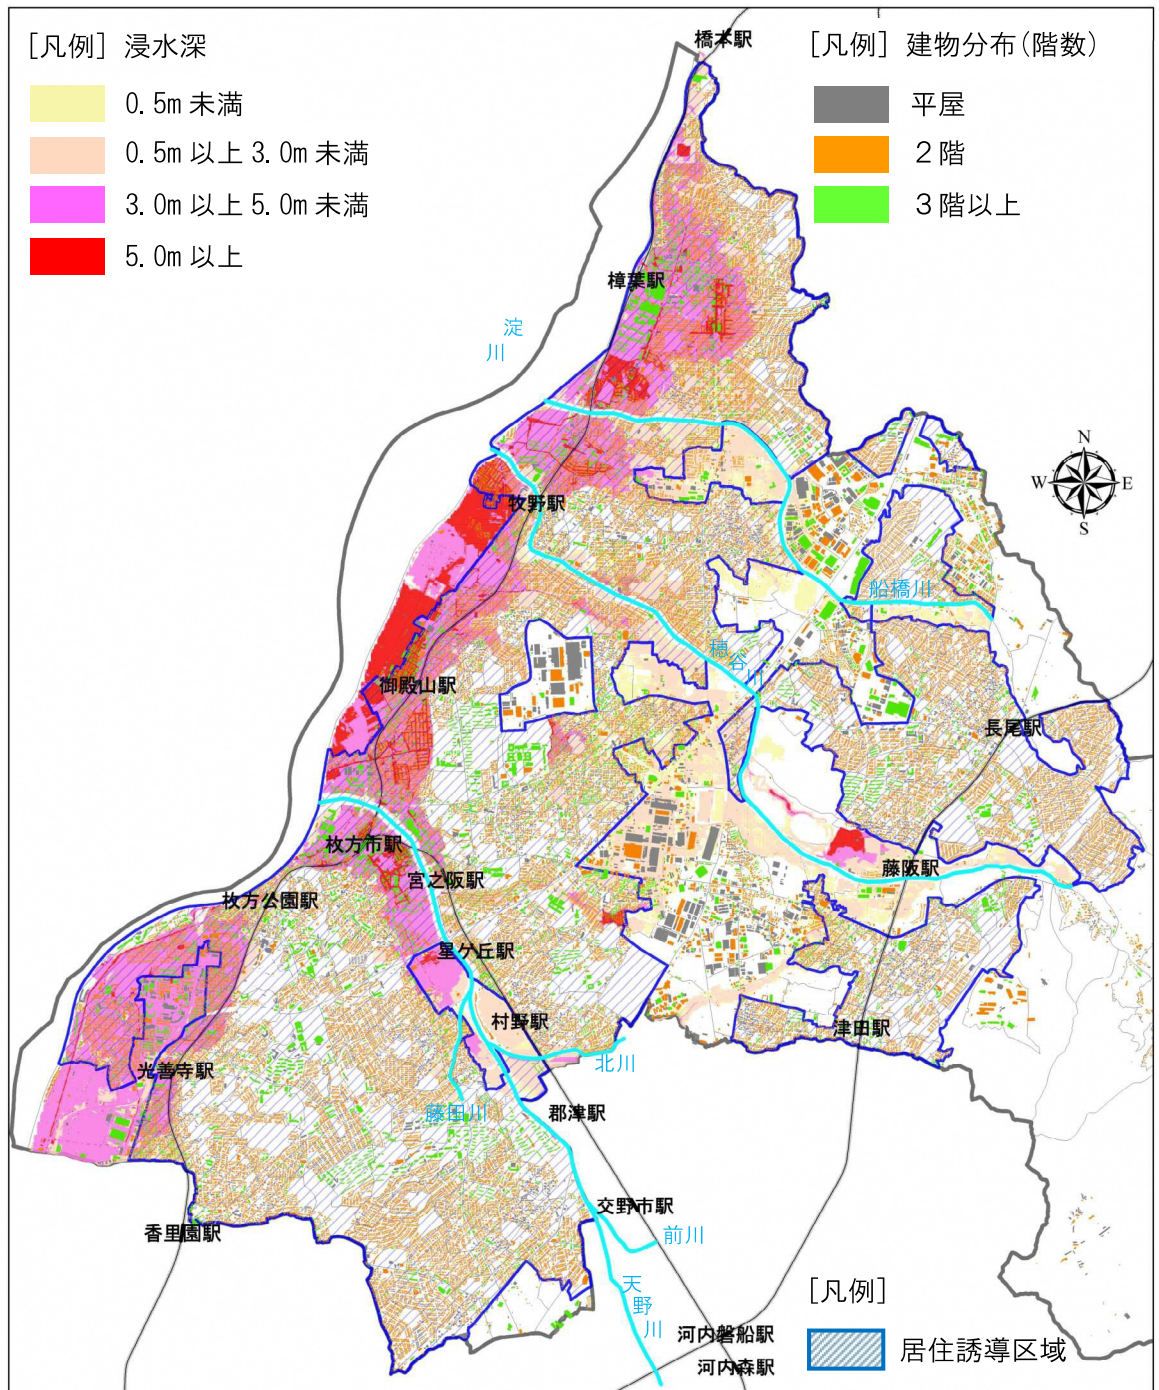 [凡例] 浸水深
0.5m 未満
0.5m 以上 3.0m 未満
3.0m 以上 5.0m 未満
5.0m 以上
[凡例] 建物分布(階数)
平屋
2階
3階以上
橋本駅
樟葉駅
淀川
N
W
E
S
牧野駅
船橋川
穂谷川
御殿山駅
長尾駅
枚方市駅
宮之阪駅
藤阪駅
枚方公園駅
星ケ丘駅
村野駅
津田駅
北川
光善寺駅
藤田川
郡津駅
交野市駅
前川
香里園駅
天野川
[凡例]
居住誘導区域
河内磐船駅
河内森駅